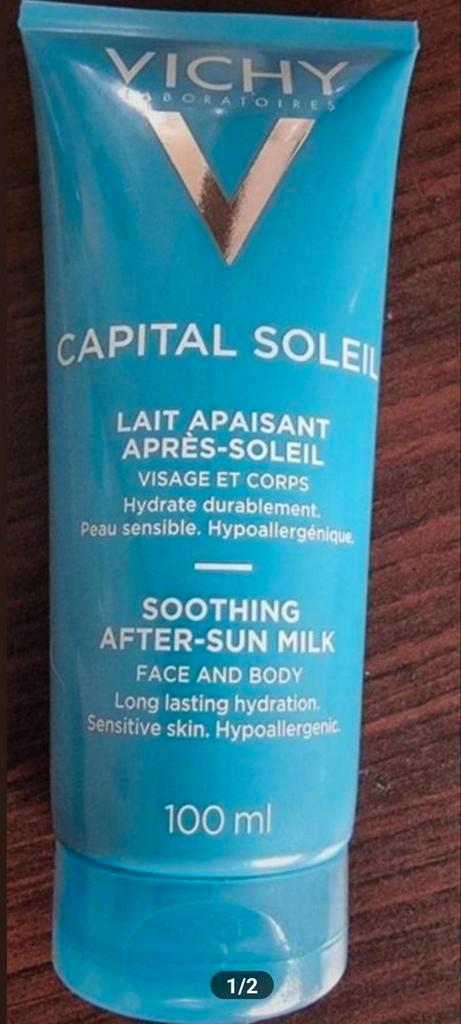 VICHY
LABORATOIRES
CAPITAL SOLEIL
LAIT APAISANT
APRÈS-SOLEIL
VISAGE ET CORPS
Hydrate durablement.
Peau sensible. Hypoallergénique.
SOOTHING
AFTER-SUN MILK
FACE AND BODY
Long lasting hydration.
Sensitive skin. Hypoallergenic.
100 ml
1/2